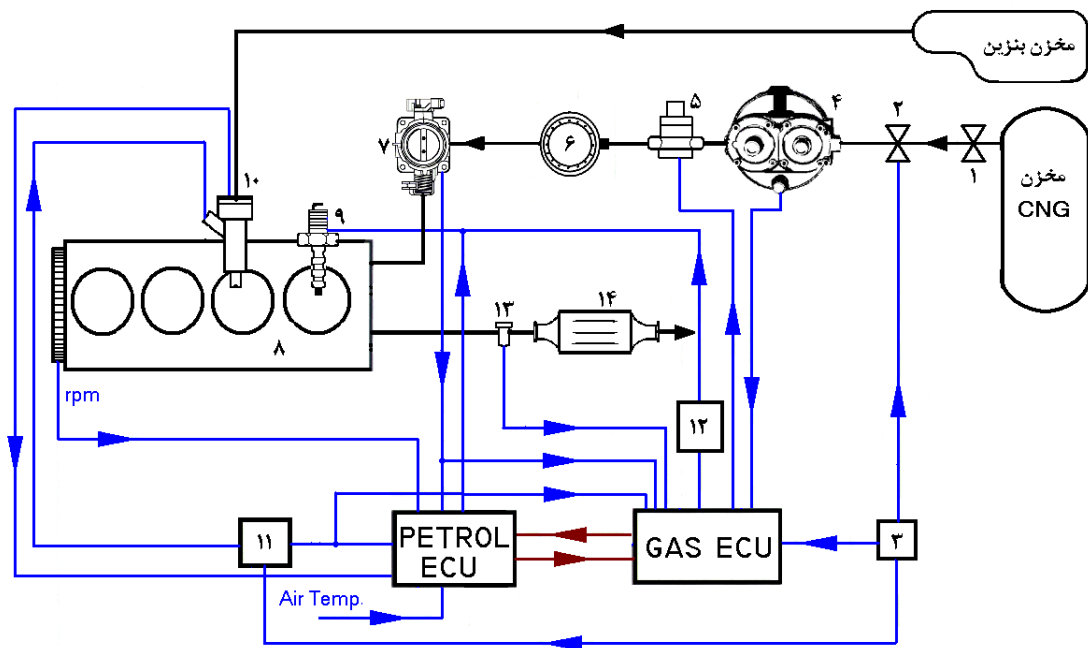 مخزن بنزین
۵
۴
۲
۱
مخزن
CNG
۶
۷
۱۰
۹
۱۳
۱۴
۸
rpm
۱۲
۱۱
PETROL
ECU
GAS ECU
۳
Air Temp.